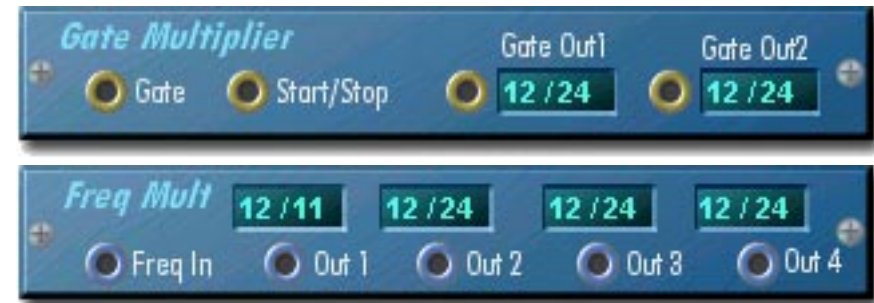 Gate Multiplier
Gate Out1
Gate Out2
Gate
Start/Stop
12 /24
12 /24
Freq Mult
12 /11
12 /24
12 /24
12 /24
Freq In
Out 1
Out 2
Out 3
Out 4